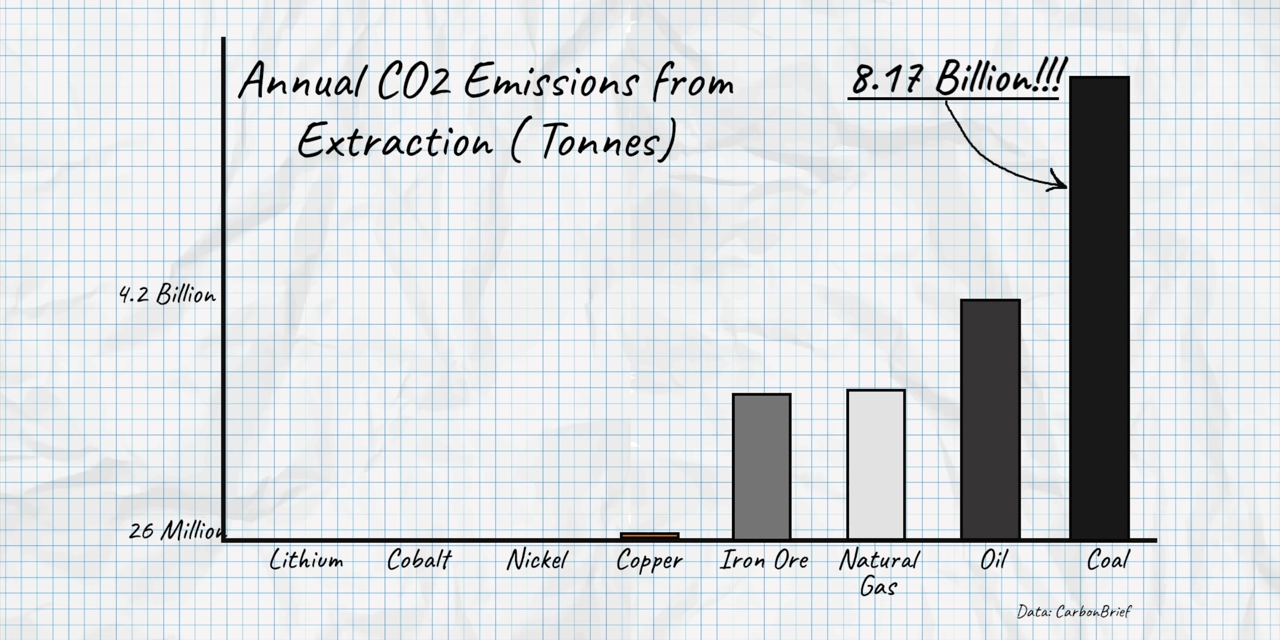 Annual CO2 Emissions from
Extraction ( Tonnes)
8.17 Billion!!!
4.2 Billion
26 Million
Lithium
Cobalt
Nickel
Copper
Iron Ore
Natural
Gas
Oil
Coal
Data: CarbonBrief